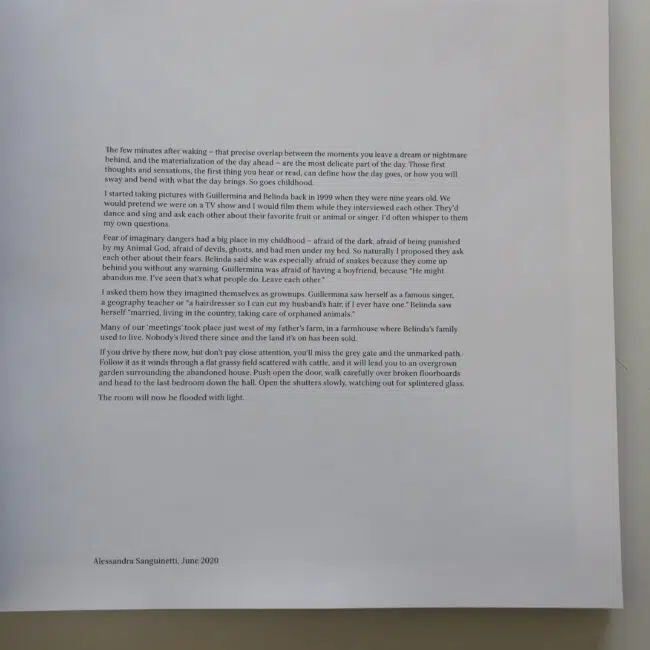 The few minutes after waking – that precise overlap between the moments you leave a dream or nightmare
behind, and the materialization of the day ahead – are the most delicate part of the day. Those first
thoughts and sensations, the first thing you hear or read, can define how the day goes, or how you will
sway and bend with what the day brings. So goes childhood.
I started taking pictures with Guillermina and Belinda back in 1999 when they were nine years old. We
would pretend we were on a TV show and I would film them while they interviewed each other. They'd
dance and sing and ask each other about their favorite fruit or animal or singer. I'd often whisper to them
my own questions.
Fear of imaginary dangers had a big place in my childhood – afraid of the dark, afraid of being punished
by my Animal God, afraid of devils, ghosts, and bad men under my bed. So naturally I proposed they ask
each other about their fears. Belinda said she was especially afraid of snakes because they come up
behind you without any warning. Guillermina was afraid of having a boyfriend, because "He might
abandon me. I've seen that's what people do. Leave each other."
I asked them how they imagined themselves as grownups. Guillermina saw herself as a famous singer,
a geography teacher or "a hairdresser so I can cut my husband's hair, if I ever have one." Belinda saw
herself "married, living in the country, taking care of orphaned animals."
Many of our 'meetings' took place just west of my father's farm, in a farmhouse where Belinda's family
used to live. Nobody's lived there since and the land it's on has been sold.
If you drive by there now, but don't pay close attention, you'll miss the grey gate and the unmarked path.
Follow it as it winds through a flat grassy field scattered with cattle, and it will lead you to an overgrown
garden surrounding the abandoned house. Push open the door, walk carefully over broken floorboards
and head to the last bedroom down the hall. Open the shutters slowly, watching out for splintered glass.
The room will now be flooded with light.
Alessandra Sanguinetti, June 2020